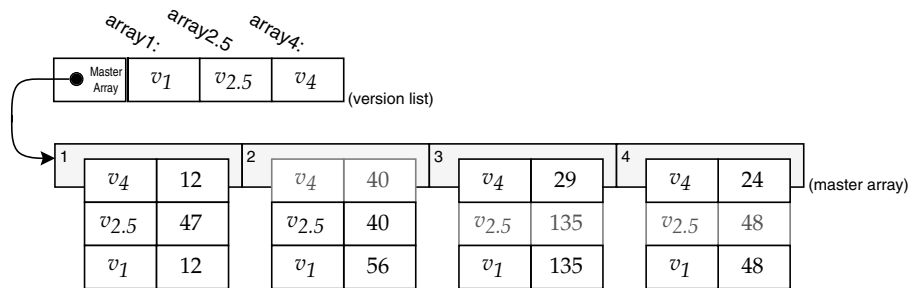 array1: array2.5 array4:
Master Array v1 v2.5 v4
(version list)
1 2 3 4
v4 12 v4 40 v4 29 v4 24
(master array)
v2.5 47 v2.5 40 v2.5 135 v2.5 48
v1 12 v1 56 v1 135 v1 48